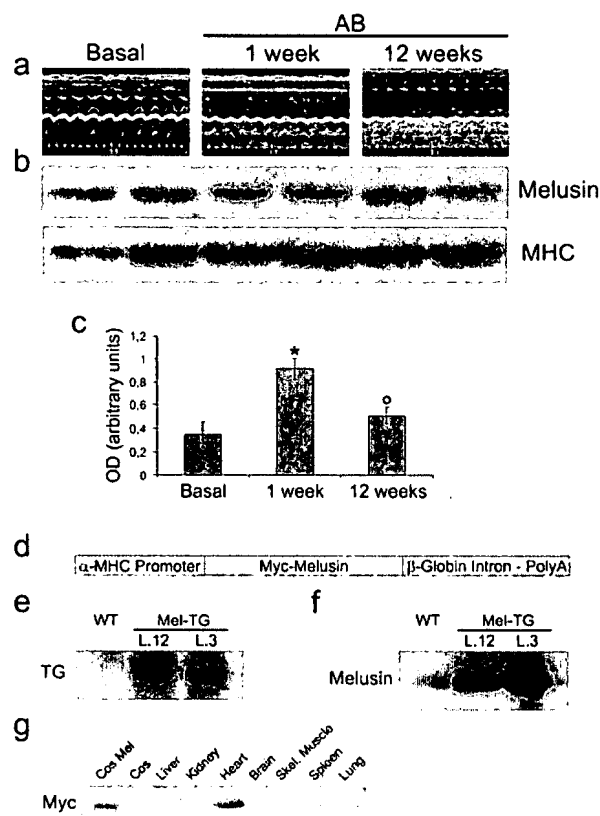 AB
Basal 1 week 12 weeks
a
b
Melusin
MHC
c
1,2
1
0,8
0,6
0,4
0,2
0
OD (arbitrary units)
*
o
Basal 1 week 12 weeks
d
α-MHC Promoter Myc-Melusin β-Globin Intron - PolyA
e f
WT Mel-TG WT Mel-TG
L.12 L.3 L.12 L.3
TG Melusin
g
Cos Mel Cos Liver Kidney Heart Brain Skel. Muscle Spleen Lung
Myc